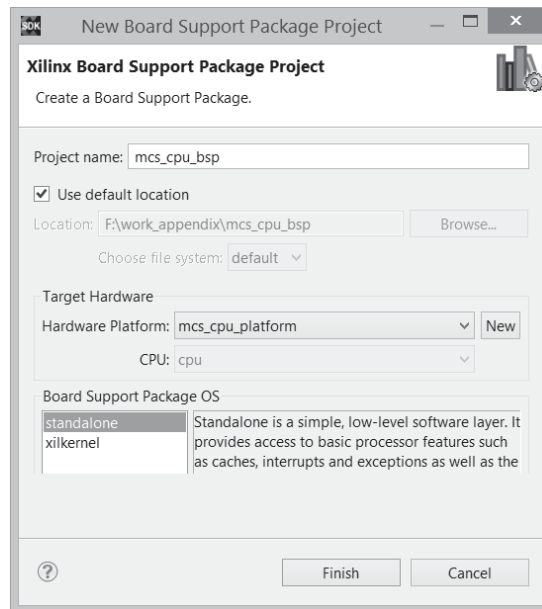 SDK New Board Support Package Project
Xilinx Board Support Package Project
Create a Board Support Package.
Project name: mcs_cpu_bsp
Use default location
Location: F:\work_appendix\mcs_cpu_bsp Browse...
Choose file system: default
Target Hardware
Hardware Platform: mcs_cpu_platform New
CPU: cpu
Board Support Package OS
standalone Standalone is a simple, low-level software layer. It
xilkernel provides access to basic processor features such
as caches, interrupts and exceptions as well as the
? Finish Cancel